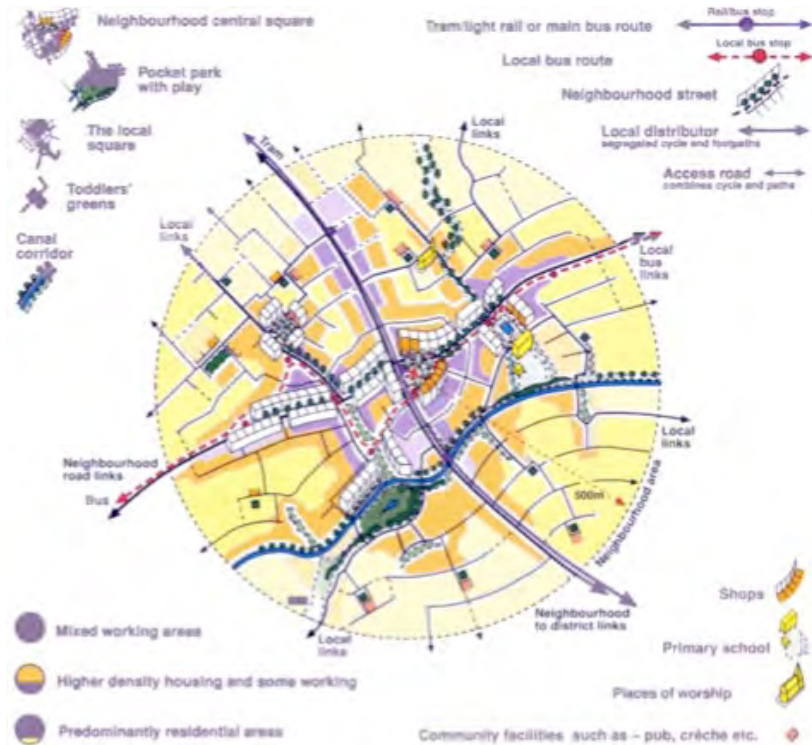 Neighbourhood central square
Pocket park
with play
The local
square
Toddlers'
greens
Canal
corridor
Tram/light rail or main bus route
Rail/bus stop
Local bus route
Local bus stop
Neighbourhood street
Local distributor
segregated cycle and footpaths
Access road
combines cycle and paths
Tram
Local
links
Local
links
Local
bus
links
Local
links
Neighbourhood area
500m
Neighbourhood
road links
Bus
Local
links
Neighbourhood
to district links
Mixed working areas
Higher density housing and some working
Predominantly residential areas
Shops
Primary school
Places of worship
Community facilities such as – pub, crèche etc.